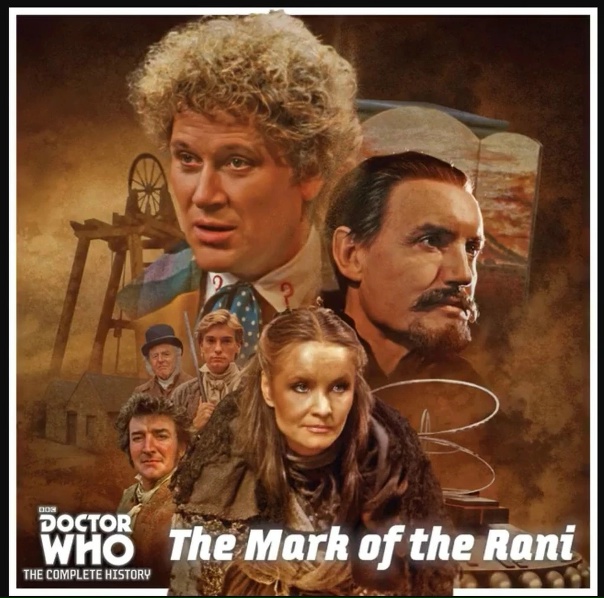 BBC
DOCTOR
WHO
THE COMPLETE HISTORY
The Mark of the Rani